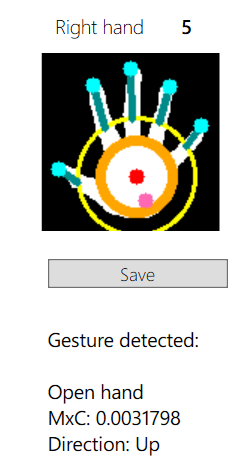 Right hand 5
Save
Gesture detected:
Open hand
MxC: 0.0031798
Direction: Up